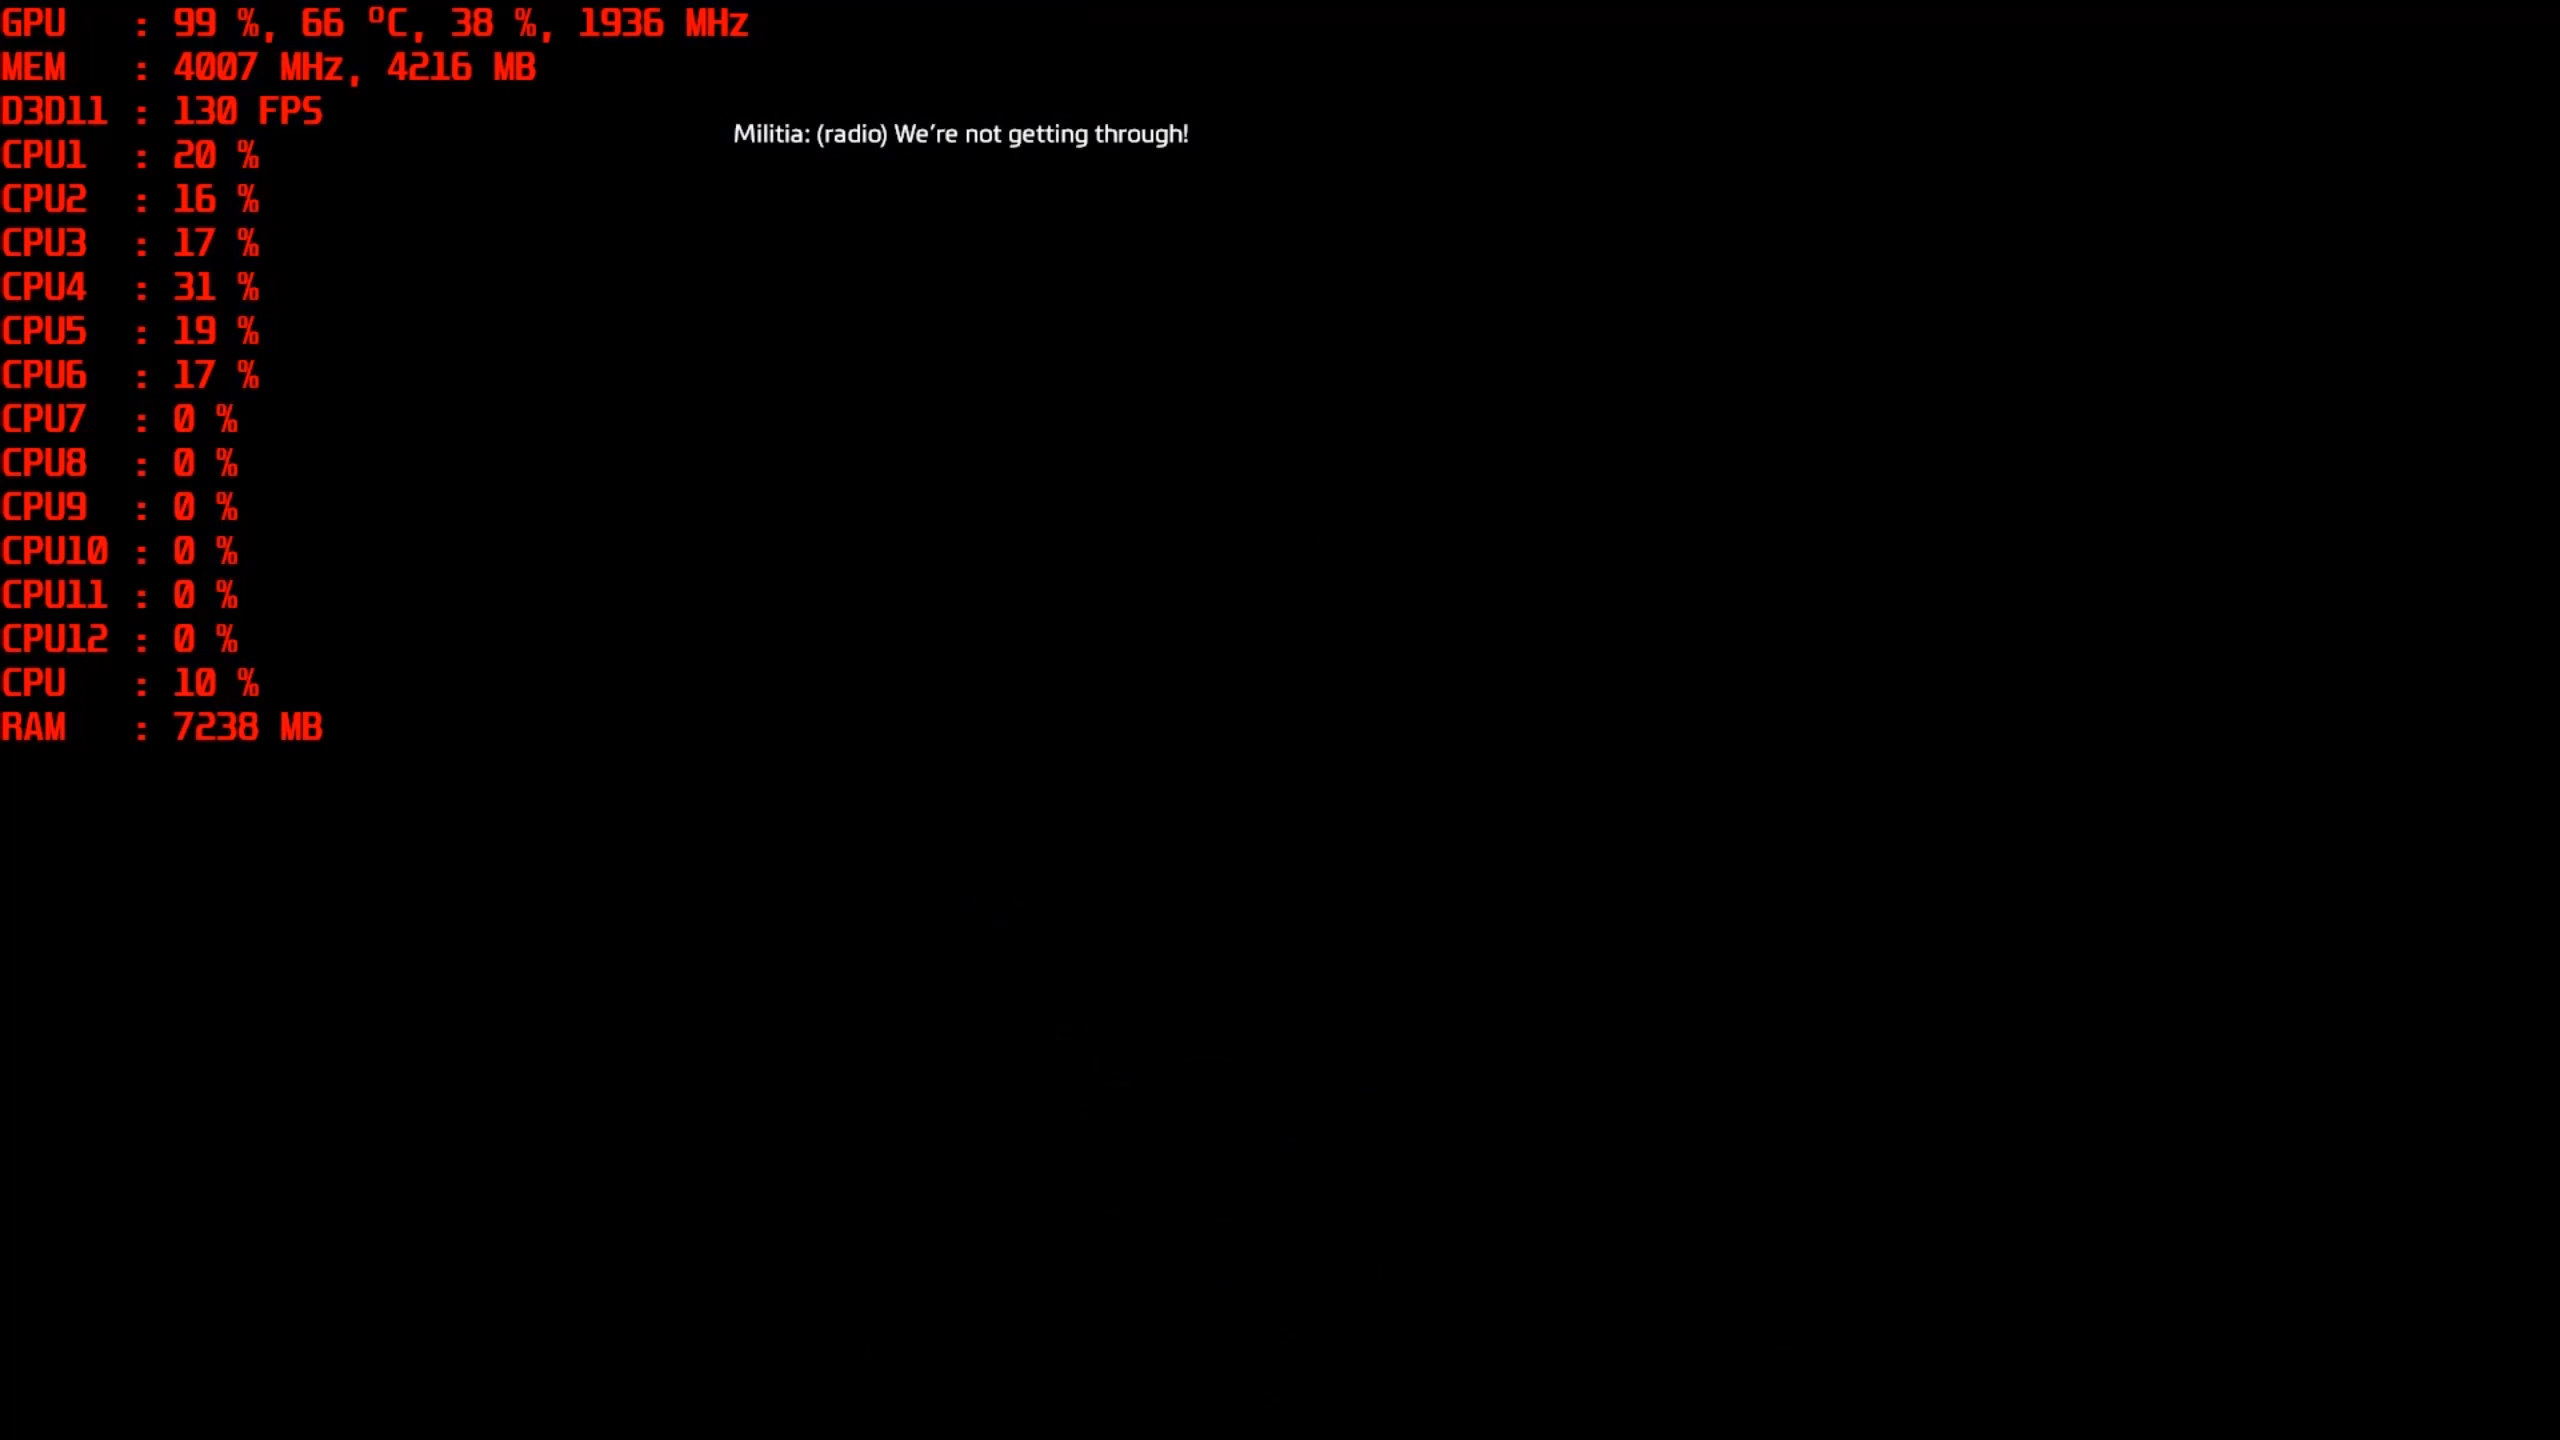 GPU : 99 %, 66 ºC, 38 %, 1936 MHz
MEM : 4007 MHz, 4216 MB
D3D11 : 130 FPS
Militia: (radio) We’re not getting through!
CPU1 : 20 %
CPU2 : 16 %
CPU3 : 17 %
CPU4 : 31 %
CPU5 : 19 %
CPU6 : 17 %
CPU7 : 0 %
CPU8 : 0 %
CPU9 : 0 %
CPU10 : 0 %
CPU11 : 0 %
CPU12 : 0 %
CPU : 10 %
RAM : 7238 MB